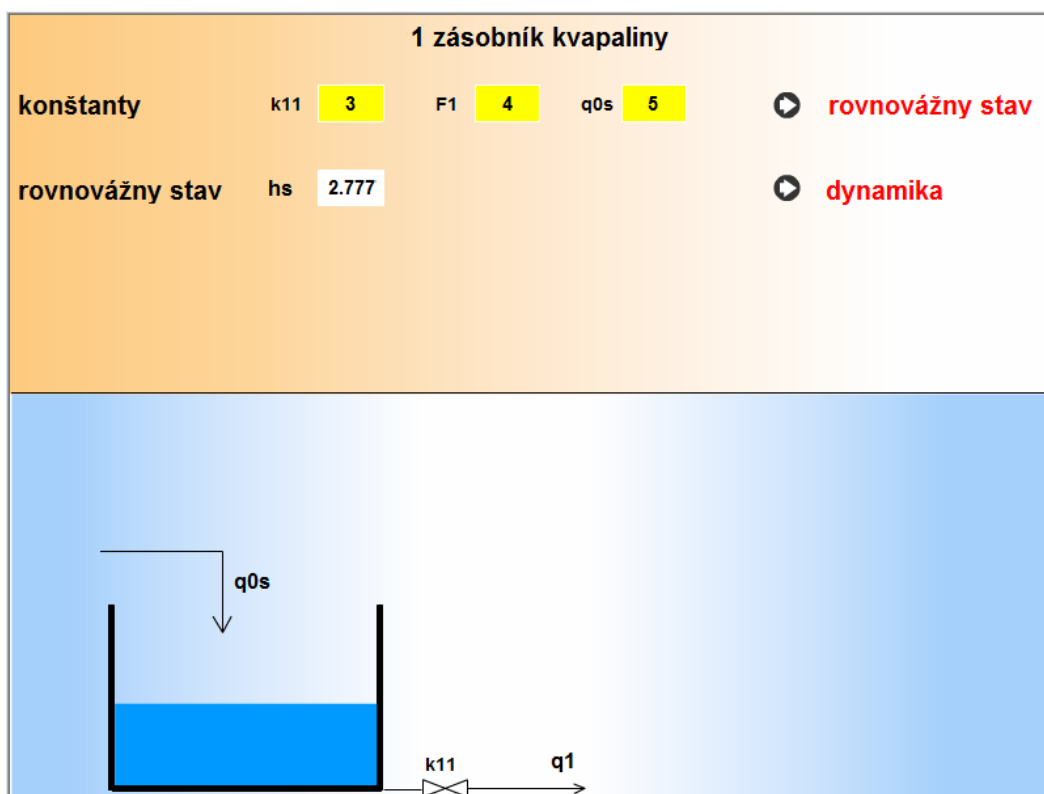 1 zásobník kvapaliny
konštanty k11 3 F1 4 q0s 5 rovnovážny stav
rovnovážny stav hs 2.777 dynamika
q0s
k11 q1